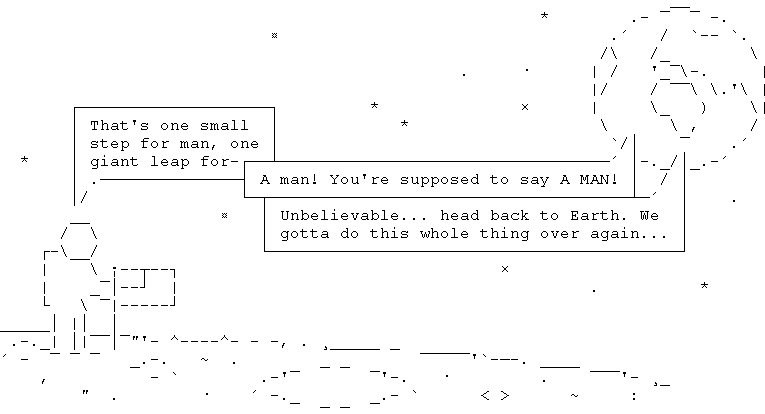 That's one small
step for man, one
giant leap for-
A man! You're supposed to say A MAN!
Unbelievable... head back to Earth. We
gotta do this whole thing over again...